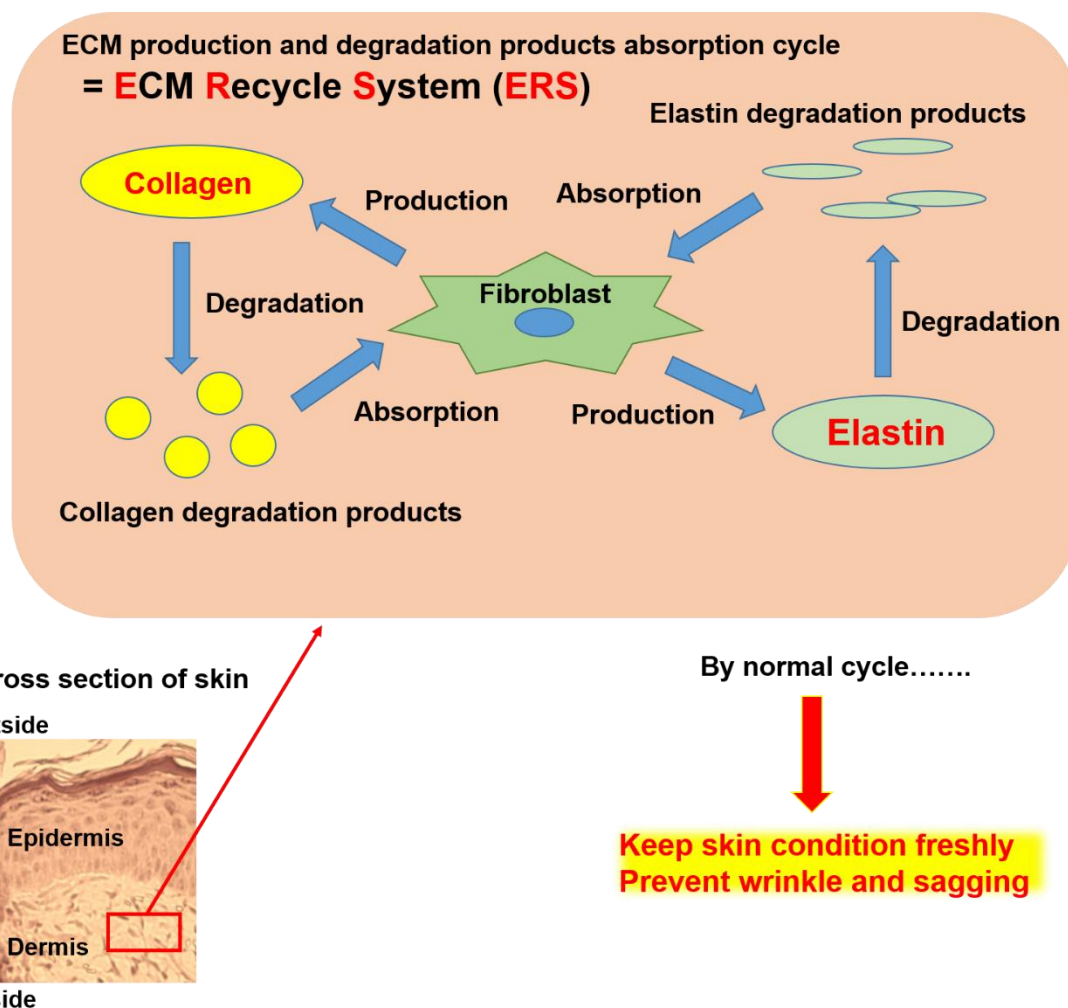 ECM production and degradation products absorption cycle
= ECM Recycle System (ERS)
Elastin degradation products
Collagen
Production
Absorption
Fibroblast
Degradation
Degradation
Absorption
Production
Elastin
Collagen degradation products
ross section of skin
tside
Epidermis
Dermis
side
By normal cycle…….
Keep skin condition freshly
Prevent wrinkle and sagging